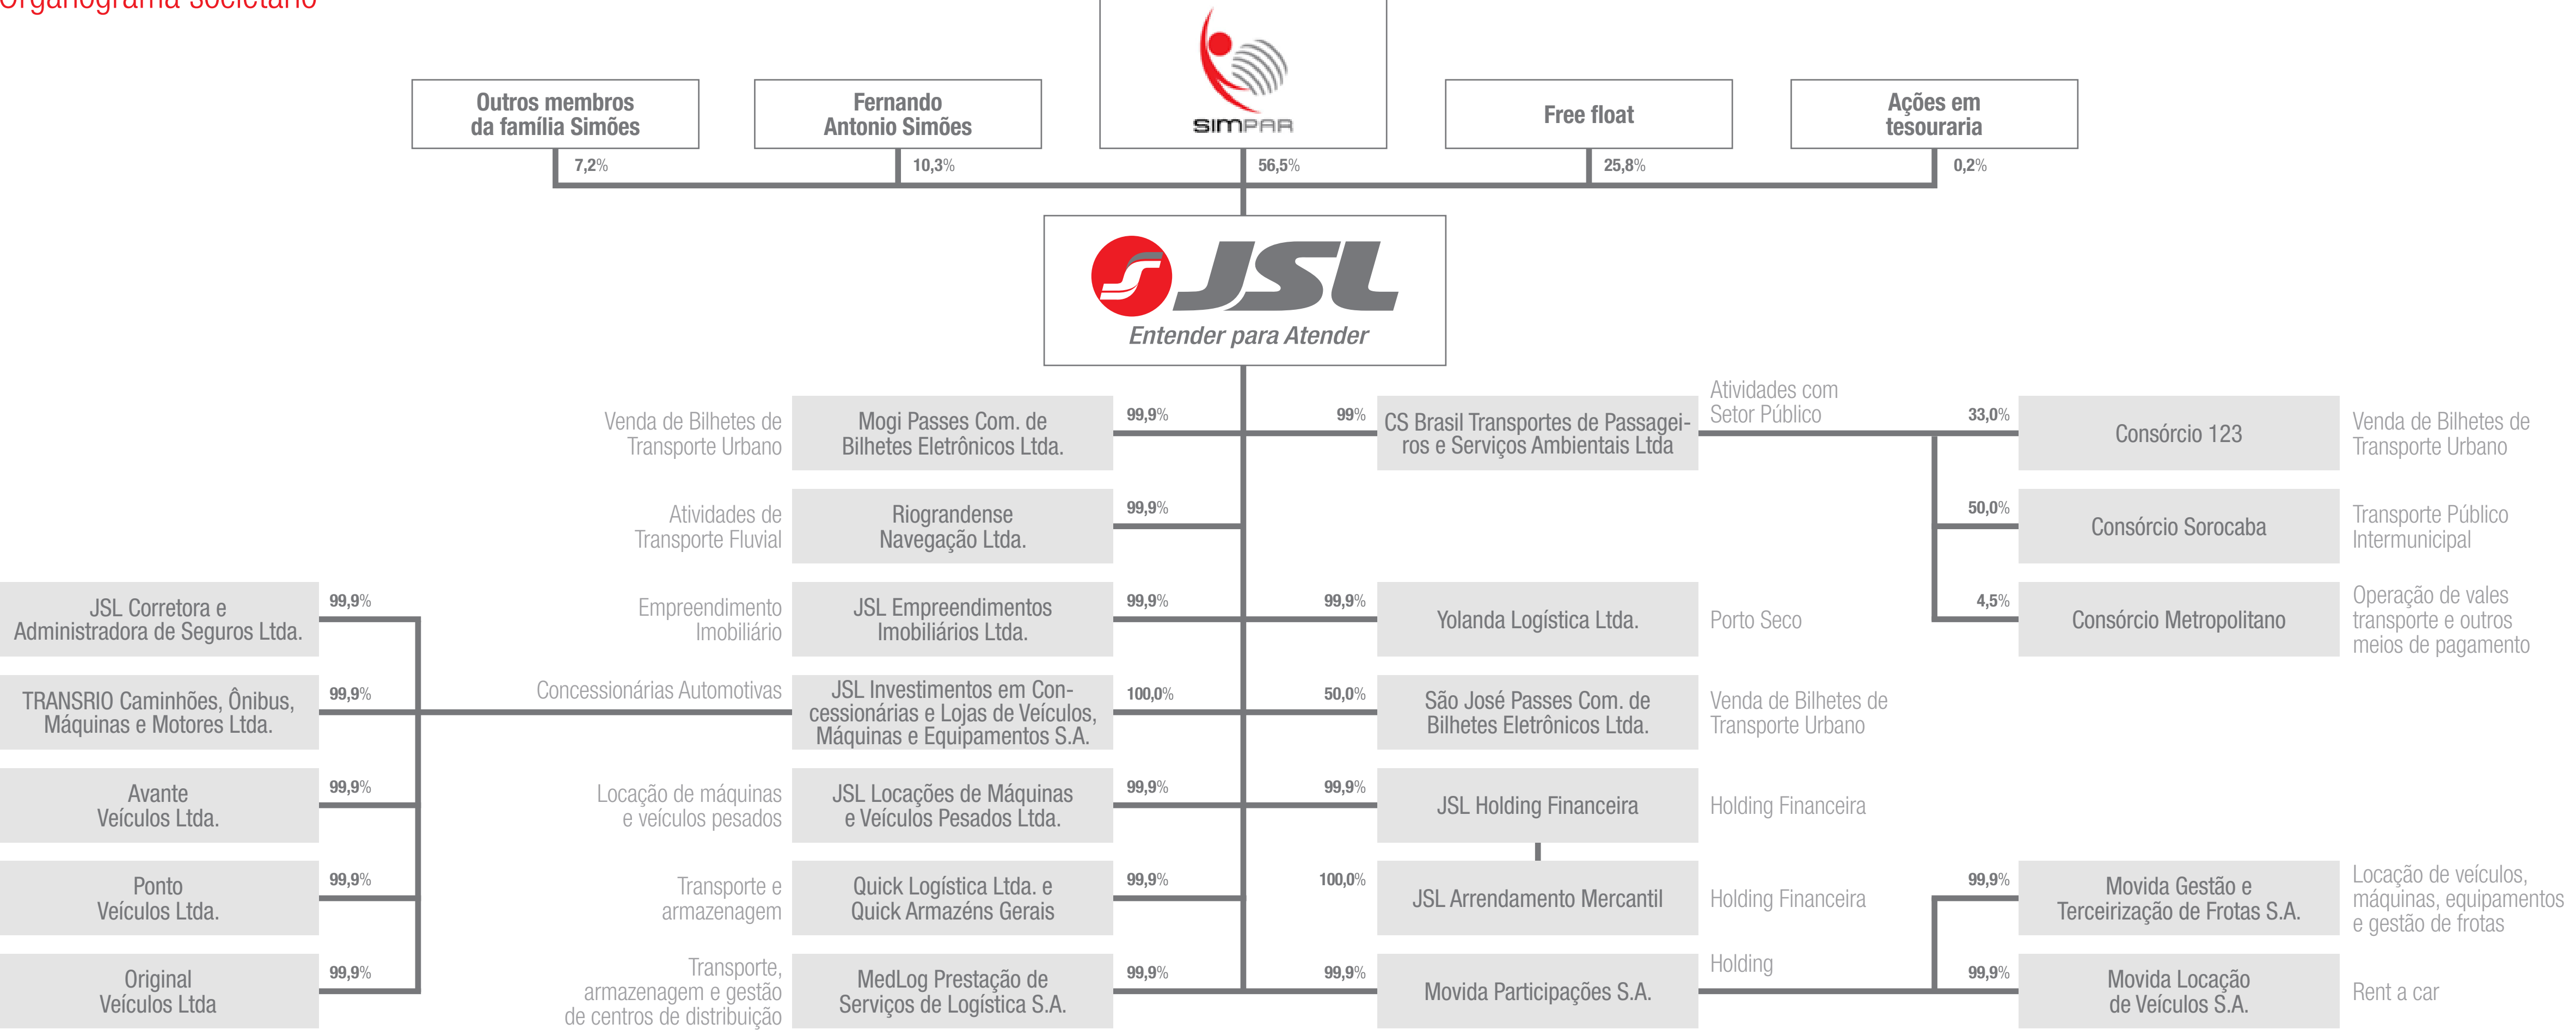 Organograma societário
SIMPAR
Outros membros
da família Simões
7,2%
Fernando
Antonio Simões
10,3%
56,5%
Free float
25,8%
Ações em
tesouraria
0,2%
JSL
Entender para Atender
Venda de Bilhetes de
Transporte Urbano
Mogi Passes Com. de
Bilhetes Eletrônicos Ltda.
99,9%
99%
CS Brasil Transportes de Passagei-
ros e Serviços Ambientais Ltda
Atividades com
Setor Público
33,0%
Consórcio 123
Venda de Bilhetes de
Transporte Urbano
Atividades de
Transporte Fluvial
Riograndense
Navegação Ltda.
99,9%
50,0%
Consórcio Sorocaba
Transporte Público
Intermunicipal
JSL Corretora e
Administradora de Seguros Ltda.
99,9%
Empreendimento
Imobiliário
JSL Empreendimentos
Imobiliários Ltda.
99,9%
99,9%
Yolanda Logística Ltda.
Porto Seco
4,5%
Consórcio Metropolitano
Operação de vales
transporte e outros
meios de pagamento
TRANSRIO Caminhões, Ônibus,
Máquinas e Motores Ltda.
99,9%
Concessionárias Automotivas
JSL Investimentos em Con-
cessionárias e Lojas de Veículos,
Máquinas e Equipamentos S.A.
100,0%
50,0%
São José Passes Com. de
Bilhetes Eletrônicos Ltda.
Venda de Bilhetes de
Transporte Urbano
Avante
Veículos Ltda.
99,9%
Locação de máquinas
e veículos pesados
JSL Locações de Máquinas
e Veículos Pesados Ltda.
99,9%
99,9%
JSL Holding Financeira
Holding Financeira
Ponto
Veículos Ltda.
99,9%
Transporte e
armazenagem
Quick Logística Ltda. e
Quick Armazéns Gerais
99,9%
100,0%
JSL Arrendamento Mercantil
Holding Financeira
99,9%
Movida Gestão e
Terceirização de Frotas S.A.
Locação de veículos,
máquinas, equipamentos
e gestão de frotas
Original
Veículos Ltda
99,9%
Transporte,
armazenagem e gestão
de centros de distribuição
MedLog Prestação de
Serviços de Logística S.A.
99,9%
99,9%
Movida Participações S.A.
Holding
99,9%
Movida Locação
de Veículos S.A.
Rent a car